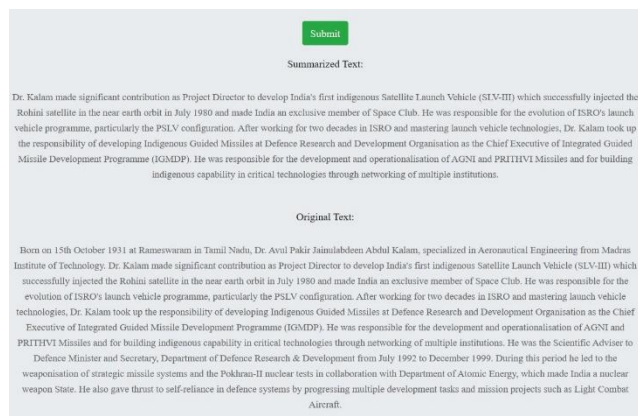 Submit
Summarized Text:
Dr. Kalam made significant contribution as Project Director to develop India's first indigenous Satellite Launch Vehicle (SLV-III) which successfully injected the
Rohini satellite in the near earth orbit in July 1980 and made India an exclusive member of Space Club. He was responsible for the evolution of ISRO's launch
vehicle programme, particularly the PSLV configuration. After working for two decades in ISRO and mastering launch vehicle technologies, Dr. Kalam took up
the responsibility of developing Indigenous Guided Missiles at Defence Research and Development Organisation as the Chief Executive of Integrated Guided
Missile Development Programme (IGMDP). He was responsible for the development and operationalisation of AGNI and PRITHVI Missiles and for building
indigenous capability in critical technologies through networking of multiple institutions.
Original Text:
Born on 15th October 1931 at Rameswaram in Tamil Nadu, Dr. Avul Pakir Jainulabdeen Abdul Kalam, specialized in Aeronautical Engineering from Madras
Institute of Technology. Dr. Kalam made significant contribution as Project Director to develop India's first indigenous Satellite Launch Vehicle (SLV-III) which
successfully injected the Rohini satellite in the near earth orbit in July 1980 and made India an exclusive member of Space Club. He was responsible for the
evolution of ISRO's launch vehicle programme, particularly the PSLV configuration. After working for two decades in ISRO and mastering launch vehicle
technologies, Dr. Kalam took up the responsibility of developing Indigenous Guided Missiles at Defence Research and Development Organisation as the Chief
Executive of Integrated Guided Missile Development Programme (IGMDP). He was responsible for the development and operationalisation of AGNI and
PRITHVI Missiles and for building indigenous capability in critical technologies through networking of multiple institutions. He was the Scientific Adviser to
Defence Minister and Secretary, Department of Defence Research & Development from July 1992 to December 1999. During this period he led to the
weaponisation of strategic missile systems and the Pokhran-II nuclear tests in collaboration with Department of Atomic Energy, which made India a nuclear
weapon State. He also gave thrust to self-reliance in defence systems by progressing multiple development tasks and mission projects such as Light Combat
Aircraft.